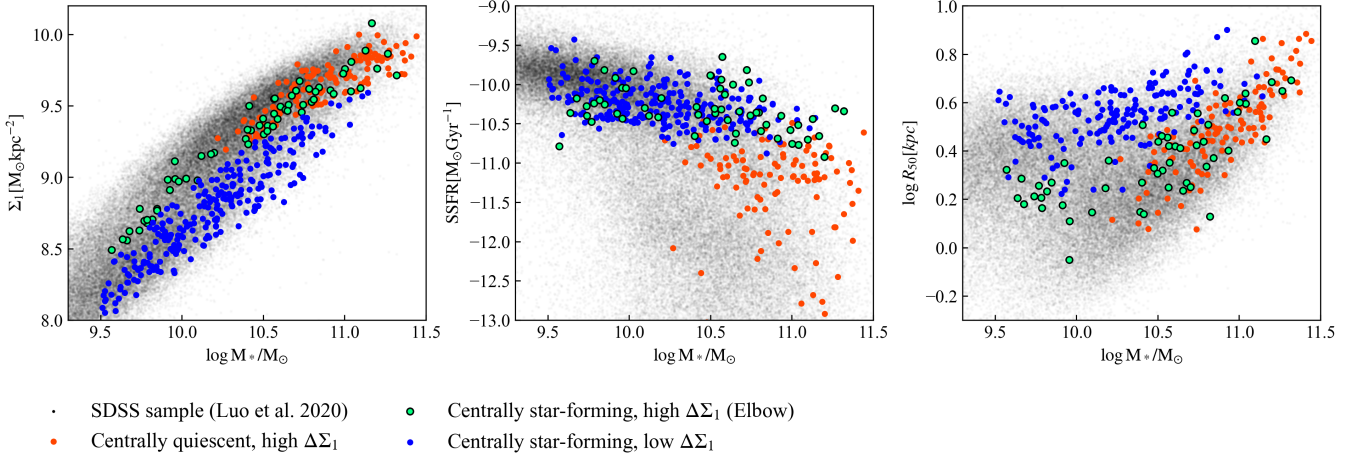 10.0
9.5
9.0
8.5
8.0
Σ₁[M⊙kpc⁻²]
9.5 10.0 10.5 11.0 11.5
log M*/M⊙
−9.0
−9.5
−10.0
−10.5
−11.0
−11.5
−12.0
−12.5
−13.0
SSFR[M⊙Gyr⁻¹]
9.5 10.0 10.5 11.0 11.5
log M*/M⊙
1.0
0.8
0.6
0.4
0.2
0.0
−0.2
log R₅₀[kpc]
9.5 10.0 10.5 11.0 11.5
log M*/M⊙
SDSS sample (Luo et al. 2020)
Centrally quiescent, high ΔΣ₁
Centrally star-forming, high ΔΣ₁ (Elbow)
Centrally star-forming, low ΔΣ₁